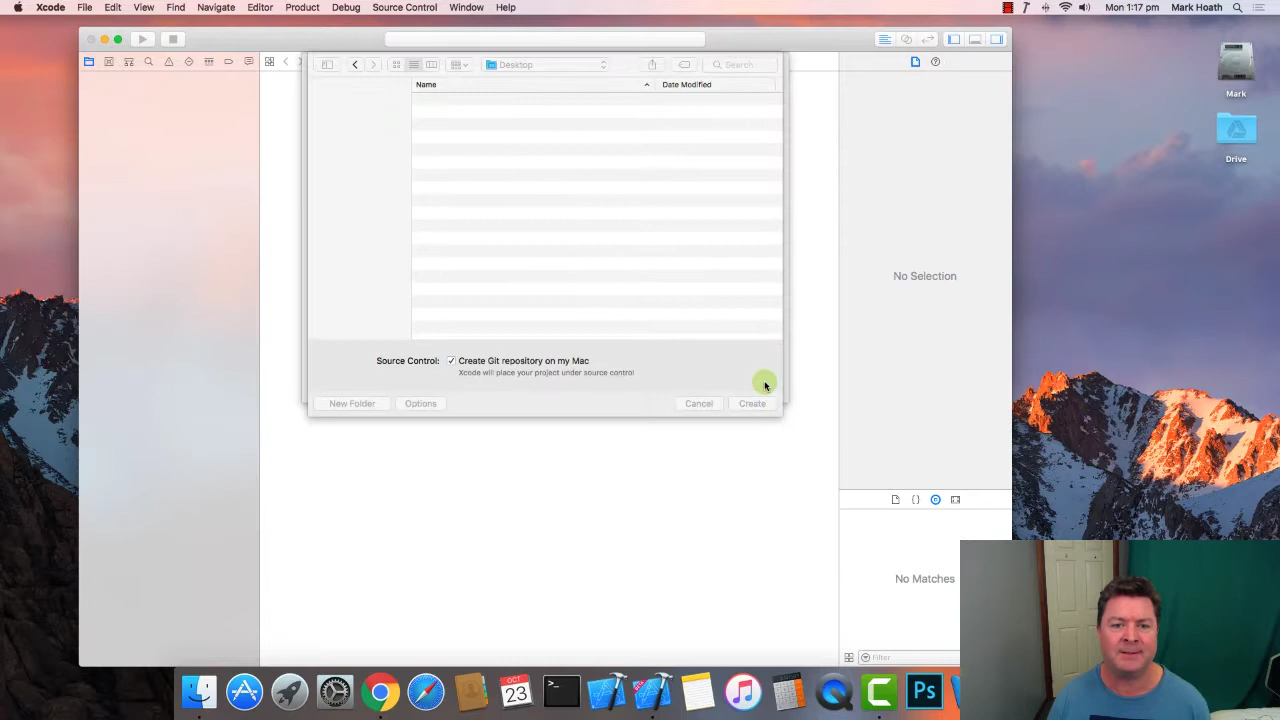 Xcode File Edit View Find Navigate Editor Product Debug Source Control Window Help Mon 1:17 pm Mark Hoath
Desktop
Search
Name Date Modified
Mark
Drive
No Selection
Source Control: Create Git repository on my Mac
Xcode will place your project under source control
New Folder Options Cancel Create
No Matches
Filter
OCT
23
>_
Ps